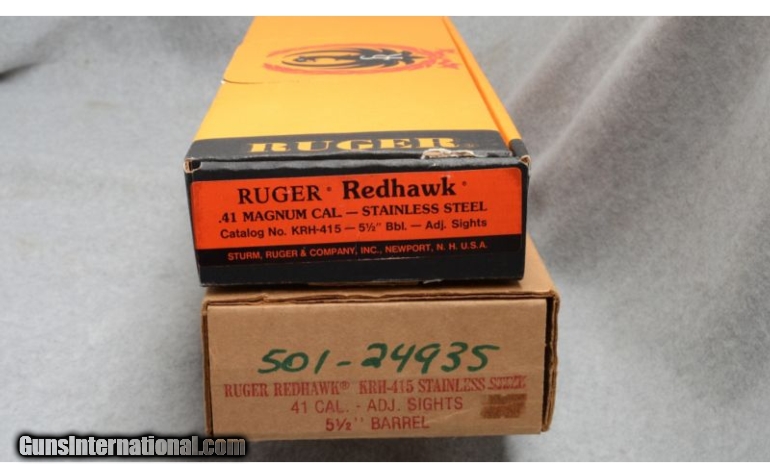 RUGER®
RUGER® Redhawk®
.41 MAGNUM CAL. — STAINLESS STEEL
Catalog No. KRH-415 — 5½" Bbl. — Adj. Sights
STURM, RUGER & COMPANY, INC., NEWPORT, N. H. U.S.A.
501-24935
RUGER REDHAWK® KRH-415 STAINLESS STEEL
41 CAL. - ADJ. SIGHTS
5½" BARREL
GunsInternational.com